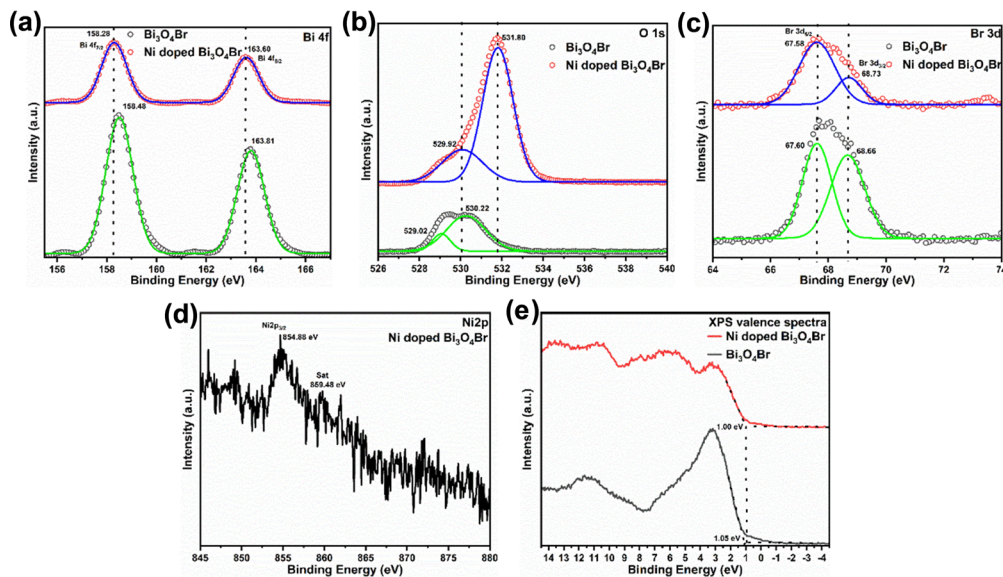 (a)
158.28
Bi 4f7/2
163.60
Bi 4f5/2
Bi 4f
Bi3O4Br
Ni doped Bi3O4Br
158.48
163.81
Intensity (a.u.)
156 158 160 162 164 166
Binding Energy (eV)
(b)
O 1s
531.80
Bi3O4Br
Ni doped Bi3O4Br
529.92
530.22
529.02
Intensity (a.u.)
526 528 530 532 534 536 538 540
Binding Energy (eV)
(c)
Br 3d5/2
67.58
Br 3d
Bi3O4Br
Br 3d3/2
68.73
Ni doped Bi3O4Br
67.60
68.66
Intensity (a.u.)
64 66 68 70 72 74
Binding Energy (eV)
(d)
Ni2p
Ni doped Bi3O4Br
Ni2p3/2
854.88 eV
Sat
859.48 eV
Intensity (a.u.)
845 850 855 860 865 870 875 880
Binding Energy (eV)
(e)
XPS valence spectra
Ni doped Bi3O4Br
Bi3O4Br
1.00 eV
1.05 eV
Intensity (a.u.)
14 13 12 11 10 9 8 7 6 5 4 3 2 1 0 -1 -2 -3 -4
Binding Energy (eV)